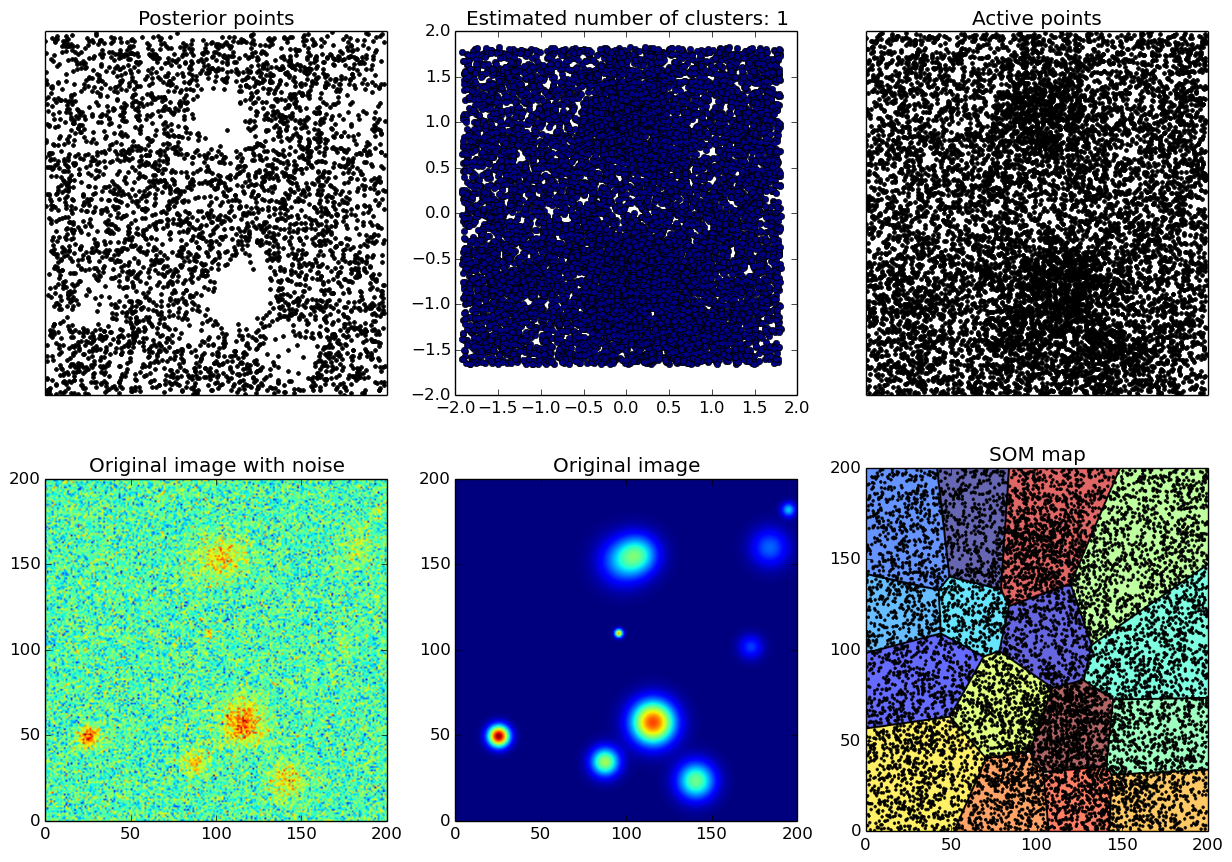 Posterior points
Estimated number of clusters: 1
Active points
2.0
1.5
1.0
0.5
0.0
−0.5
−1.0
−1.5
−2.0
−2.0 −1.5 −1.0 −0.5 0.0 0.5 1.0 1.5 2.0
Original image with noise
Original image
SOM map
200
150
100
50
0
0 50 100 150 200
200
150
100
50
0
0 50 100 150 200
200
150
100
50
0
0 50 100 150 200